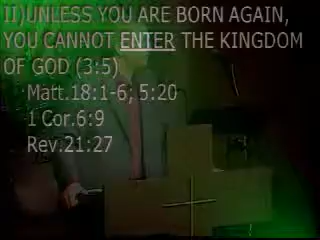 II)UNLESS YOU ARE BORN AGAIN,
YOU CANNOT ENTER THE KINGDOM
OF GOD (3:5)
Matt.18:1-6; 5:20
1 Cor.6:9
Rev.21:27